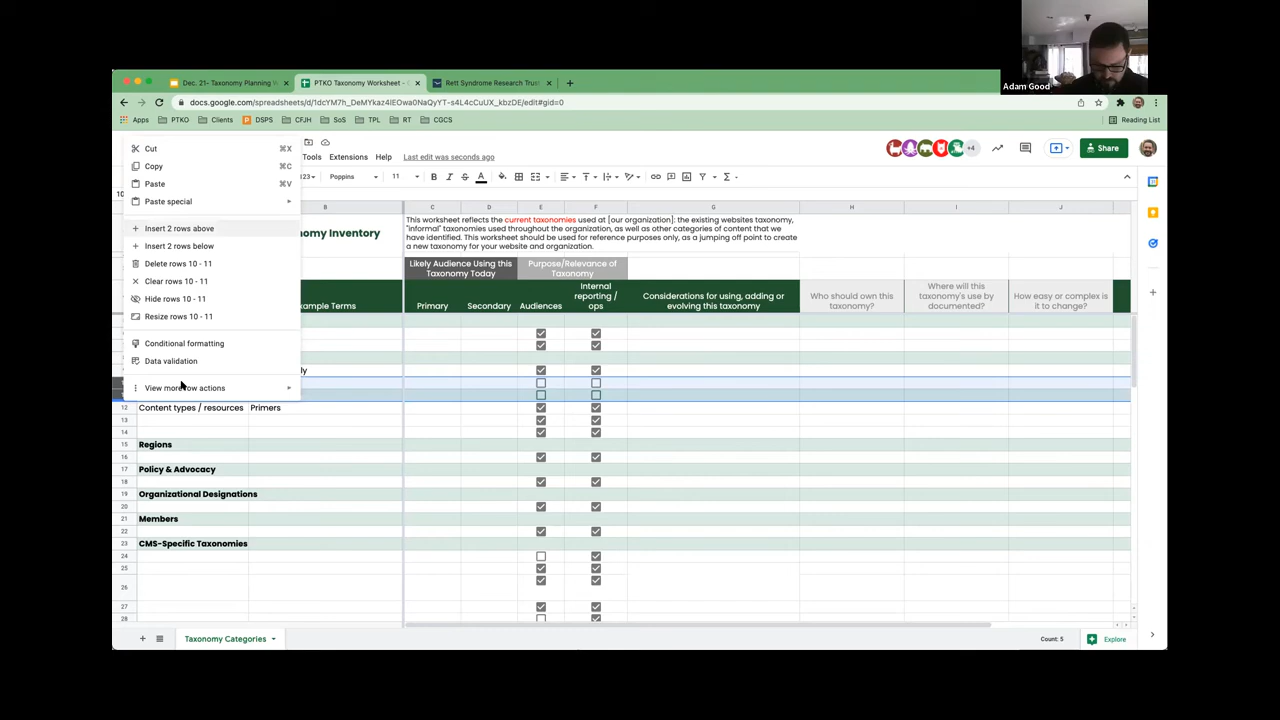 Adam Good
Dec. 21- Taxonomy Planning W
PTKO Taxonomy Worksheet -
Rett Syndrome Research Trust
docs.google.com/spreadsheets/d/1dcYM7h_DeMYkaz4IEOwa0NaQyYT-s4L4cCuUX_kbzDE/edit#gid=0
Apps PTKO Clients DSPS CFJH SoS TPL RT CGCS Reading List
Tools Extensions Help Last edit was seconds ago +4 Share
Poppins 11
Cut ⌘X
Copy ⌘C
Paste ⌘V
Paste special
Insert 2 rows above
Insert 2 rows below
Delete rows 10 - 11
Clear rows 10 - 11
Hide rows 10 - 11
Resize rows 10 - 11
Conditional formatting
Data validation
View more row actions
B C D E F G H I J
omy Inventory
This worksheet reflects the current taxonomies used at [our organization]: the existing websites taxonomy,
"informal" taxonomies used throughout the organization, as well as other categories of content that we
have identified. This worksheet should be used for reference purposes only, as a jumping off point to create
a new taxonomy for your website and organization.
Likely Audience Using this
Taxonomy Today
Purpose/Relevance of
Taxonomy
xample Terms
Primary
Secondary
Audiences
Internal
reporting /
ops
Considerations for using, adding or
evolving this taxonomy
Who should own this
taxonomy?
Where will this
taxonomy's use by
documented?
How easy or complex is
it to change?
ly
12 Content types / resources Primers
13
14
15 Regions
16
17 Policy & Advocacy
18
19 Organizational Designations
20
21 Members
22
23 CMS-Specific Taxonomies
24
25
26
27
28
Taxonomy Categories
Count: 5
Explore